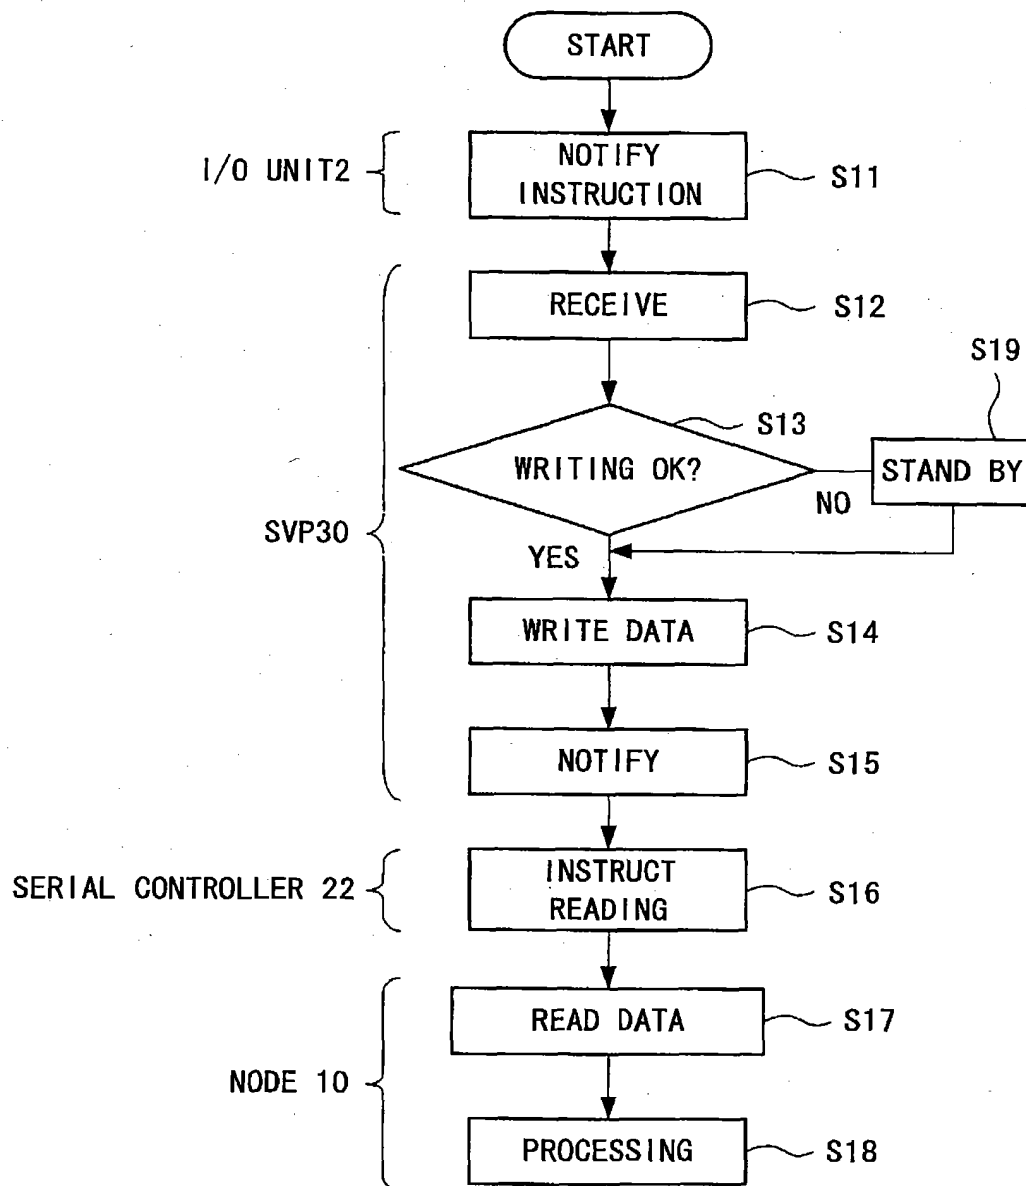 START
I/O UNIT2
NOTIFY
INSTRUCTION
S11
RECEIVE
S12
S19
S13
WRITING OK?
STAND BY
NO
SVP30
YES
WRITE DATA
S14
NOTIFY
S15
SERIAL CONTROLLER 22
INSTRUCT
READING
S16
READ DATA
S17
NODE 10
PROCESSING
S18